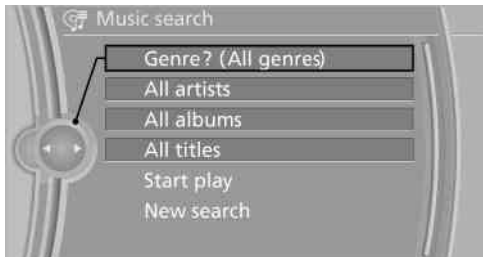 Music search
Genre? (All genres)
All artists
All albums
All titles
Start play
New search